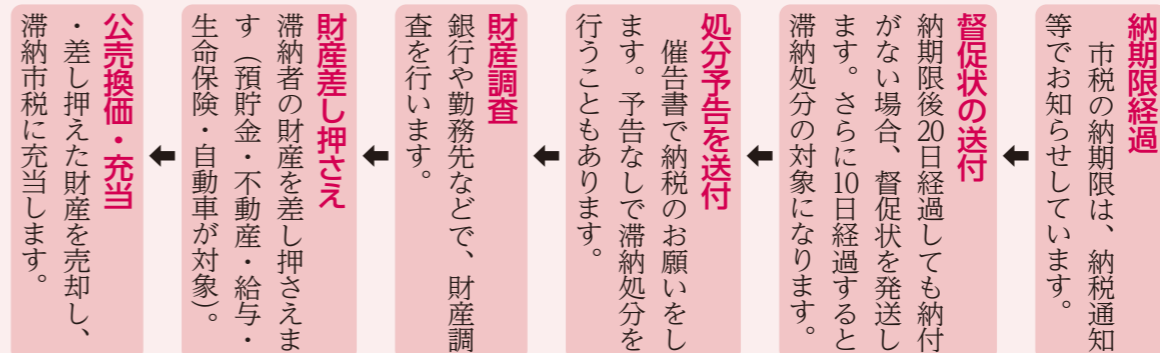 納期限経過
市税の納期限は、納税通知
等でお知らせしています。
督促状の送付
納期限後20日経過しても納付
がない場合、督促状を発送し
ます。さらに10日経過すると
滞納処分の対象になります。
処分予告を送付
催告書で納税のお願いをし
ます。予告なしで滞納処分を
行うこともあります。
財産調査
銀行や勤務先などで、財産調
査を行います。
財産差し押さえ
滞納者の財産を差し押さえま
す（預貯金・不動産・給与・
生命保険・自動車が対象）。
公売換価・充当
・差し押えた財産を売却し、
滞納市税に充当します。